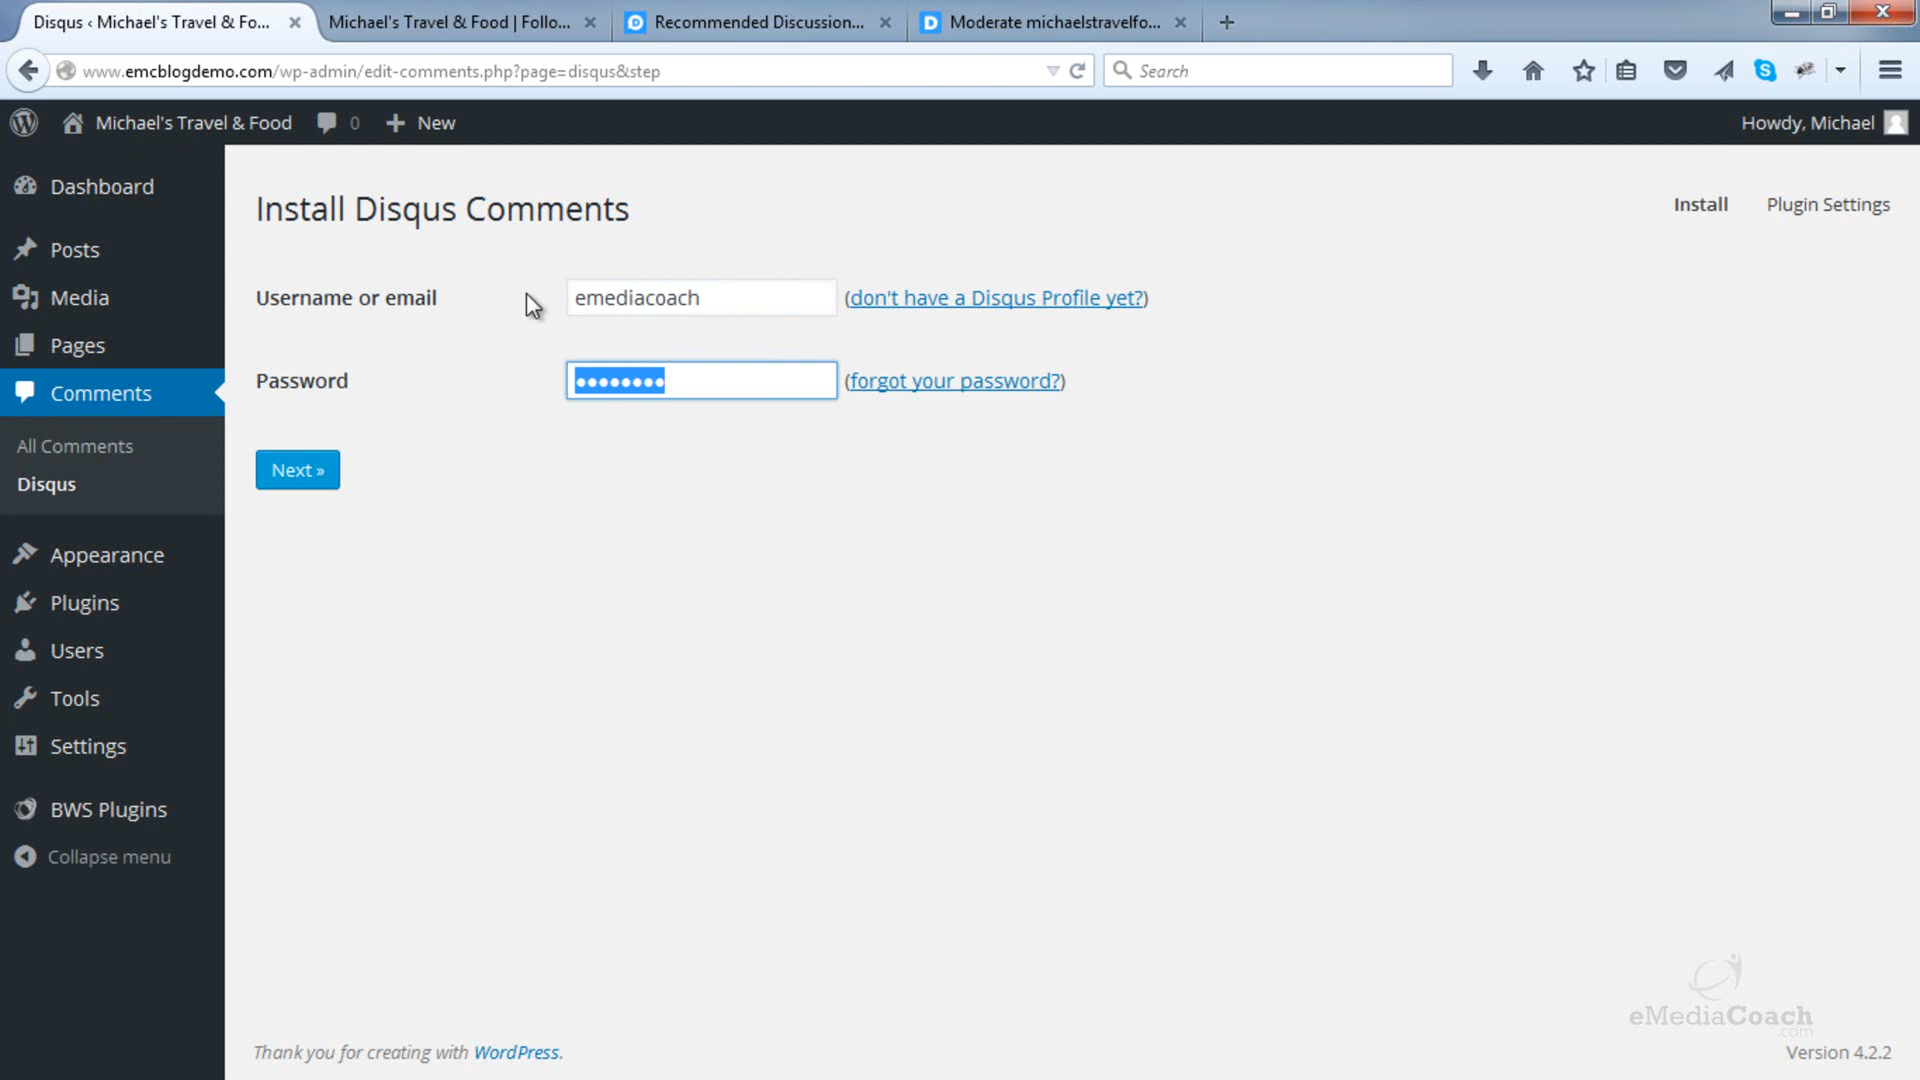 Disqus ‹ Michael's Travel & Fo...
Michael's Travel & Food | Follo...
Recommended Discussion...
Moderate michaelstravelfo...
www.emcblogdemo.com/wp-admin/edit-comments.php?page=disqus&step
Search
Michael's Travel & Food
0
New
Howdy, Michael
Dashboard
Posts
Media
Pages
Comments
All Comments
Disqus
Appearance
Plugins
Users
Tools
Settings
BWS Plugins
Collapse menu
Install Disqus Comments
Install
Plugin Settings
Username or email
emediacoach
(don't have a Disqus Profile yet?)
Password
(forgot your password?)
Next »
eMediaCoach
.com
Thank you for creating with WordPress.
Version 4.2.2